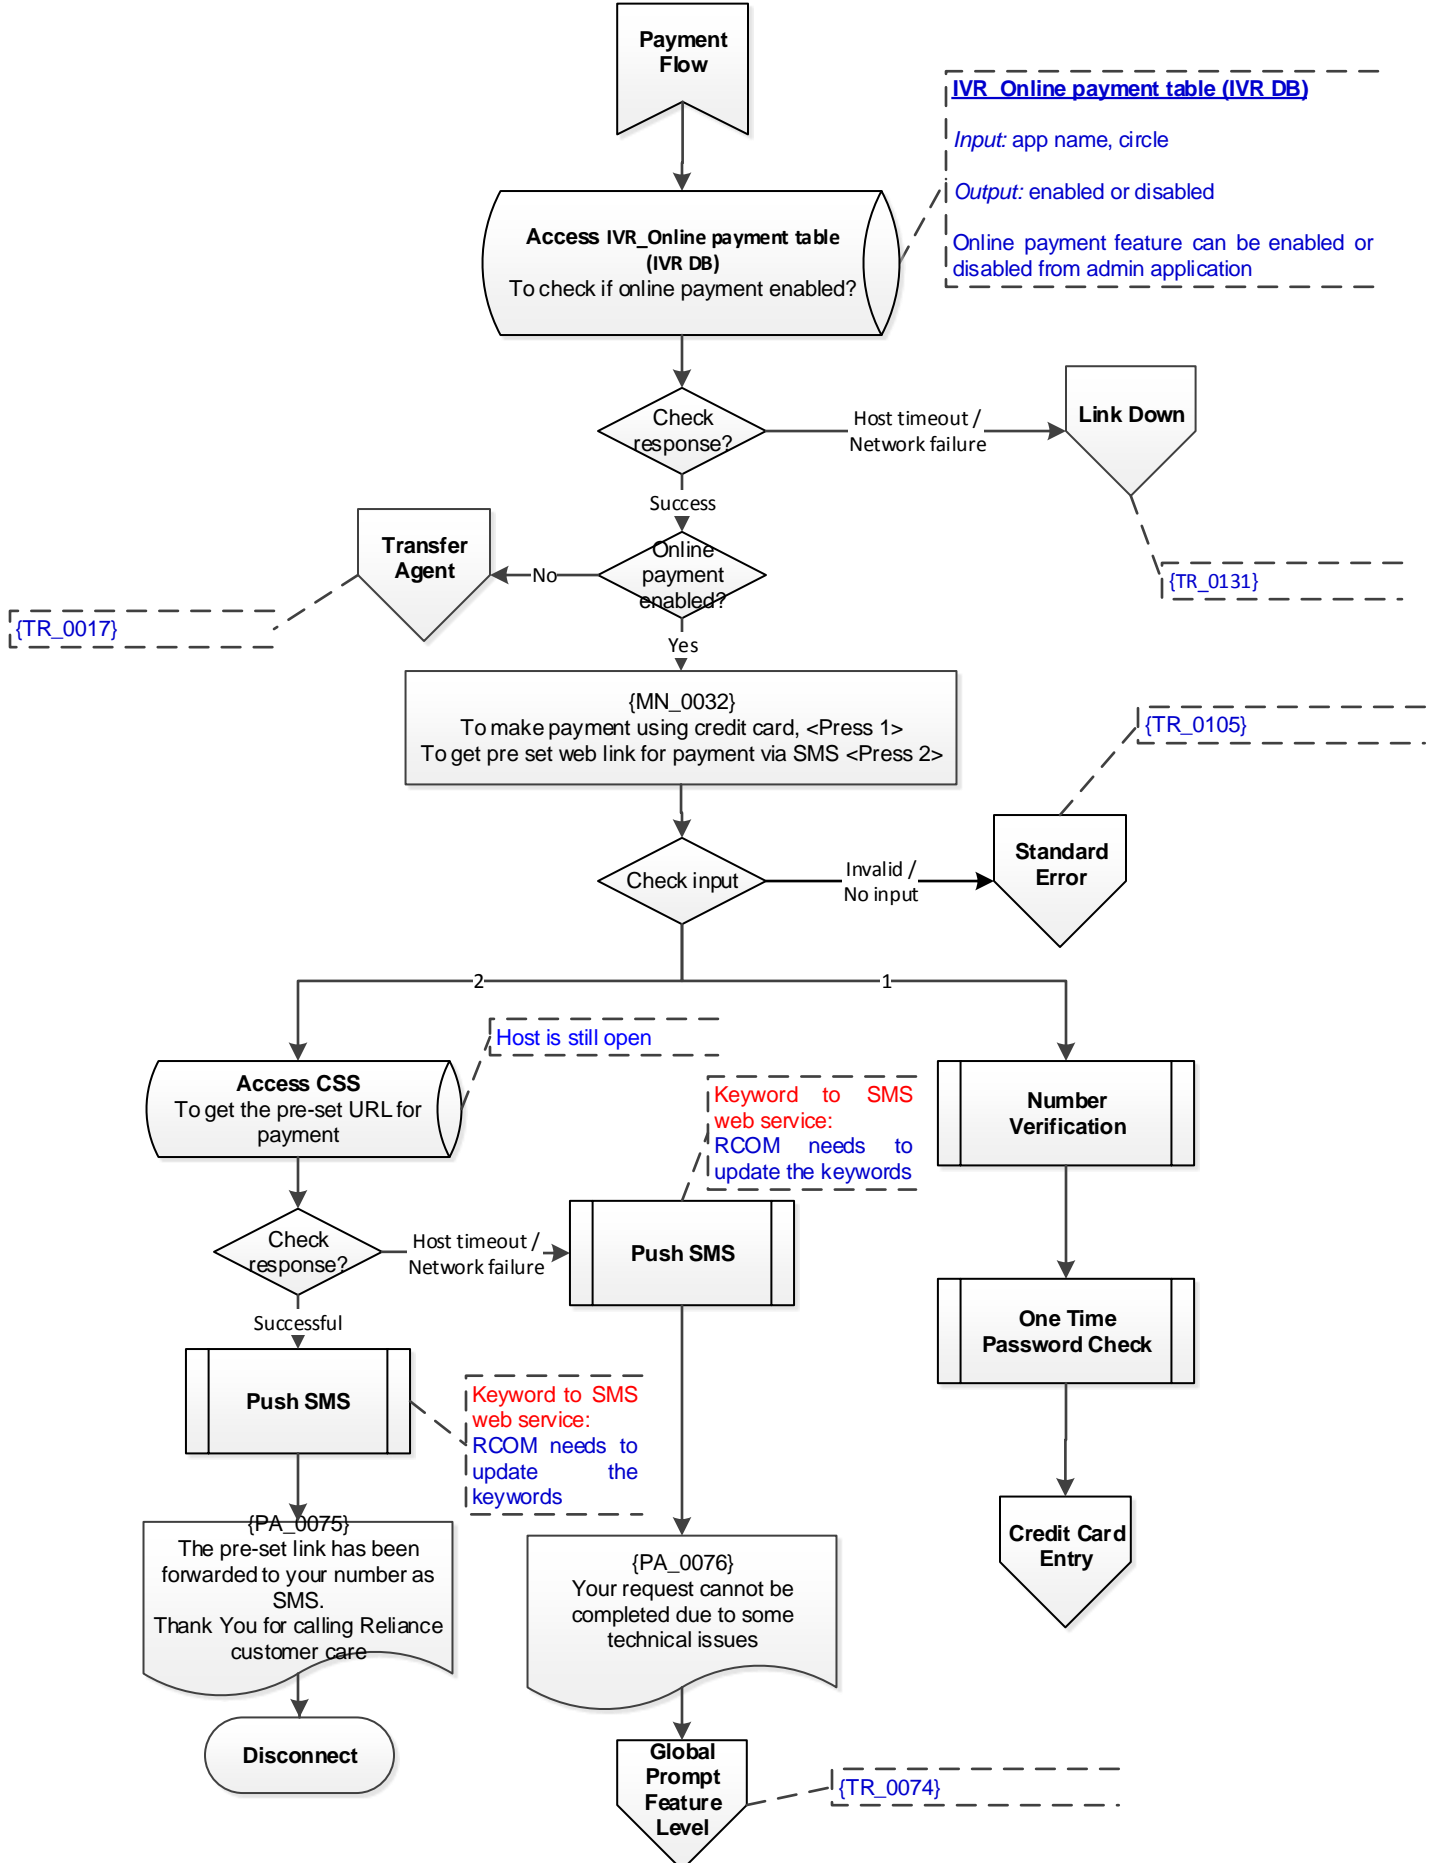 Payment
Flow
IVR_Online payment table (IVR DB)
Input: app name, circle
Output: enabled or disabled
Online payment feature can be enabled or
disabled from admin application
Access IVR_Online payment table
(IVR DB)
To check if online payment enabled?
Check
response?
Host timeout /
Network failure
Link Down
Success
{TR_0131}
Transfer
Agent
No
Online
payment
enabled?
{TR_0017}
Yes
{MN_0032}
To make payment using credit card, <Press 1>
To get pre set web link for payment via SMS <Press 2>
{TR_0105}
Check input
Invalid /
No input
Standard
Error
2
1
Host is still open
Access CSS
To get the pre-set URL for
payment
Keyword to SMS
web service:
RCOM needs to
update the keywords
Number
Verification
Check
response?
Host timeout /
Network failure
Push SMS
Successful
One Time
Password Check
Push SMS
Keyword to SMS
web service:
RCOM needs to
update the
keywords
{PA_0075}
The pre-set link has been
forwarded to your number as
SMS.
Thank You for calling Reliance
customer care
{PA_0076}
Your request cannot be
completed due to some
technical issues
Credit Card
Entry
Disconnect
Global
Prompt
Feature
Level
{TR_0074}